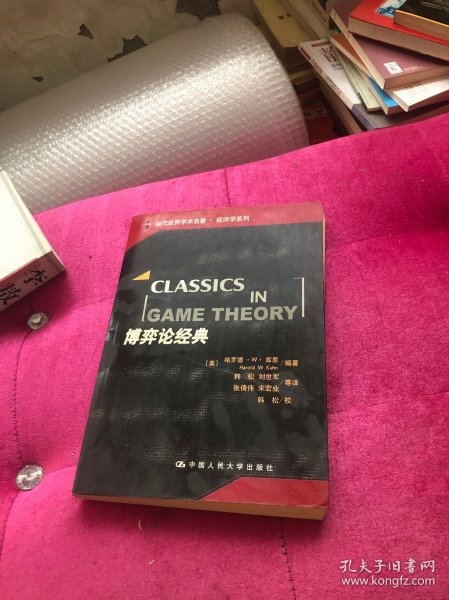 当代世界学术名著·经济学系列
CLASSICS
IN
GAME THEORY
博弈论经典
[美] 哈罗德·W·库恩 编著
Harold W. Kuhn
韩松 刘世军
张倩伟 宋宏业 等译
韩松 校
中国人民大学出版社
孔夫子旧书网
www.kongfz.com